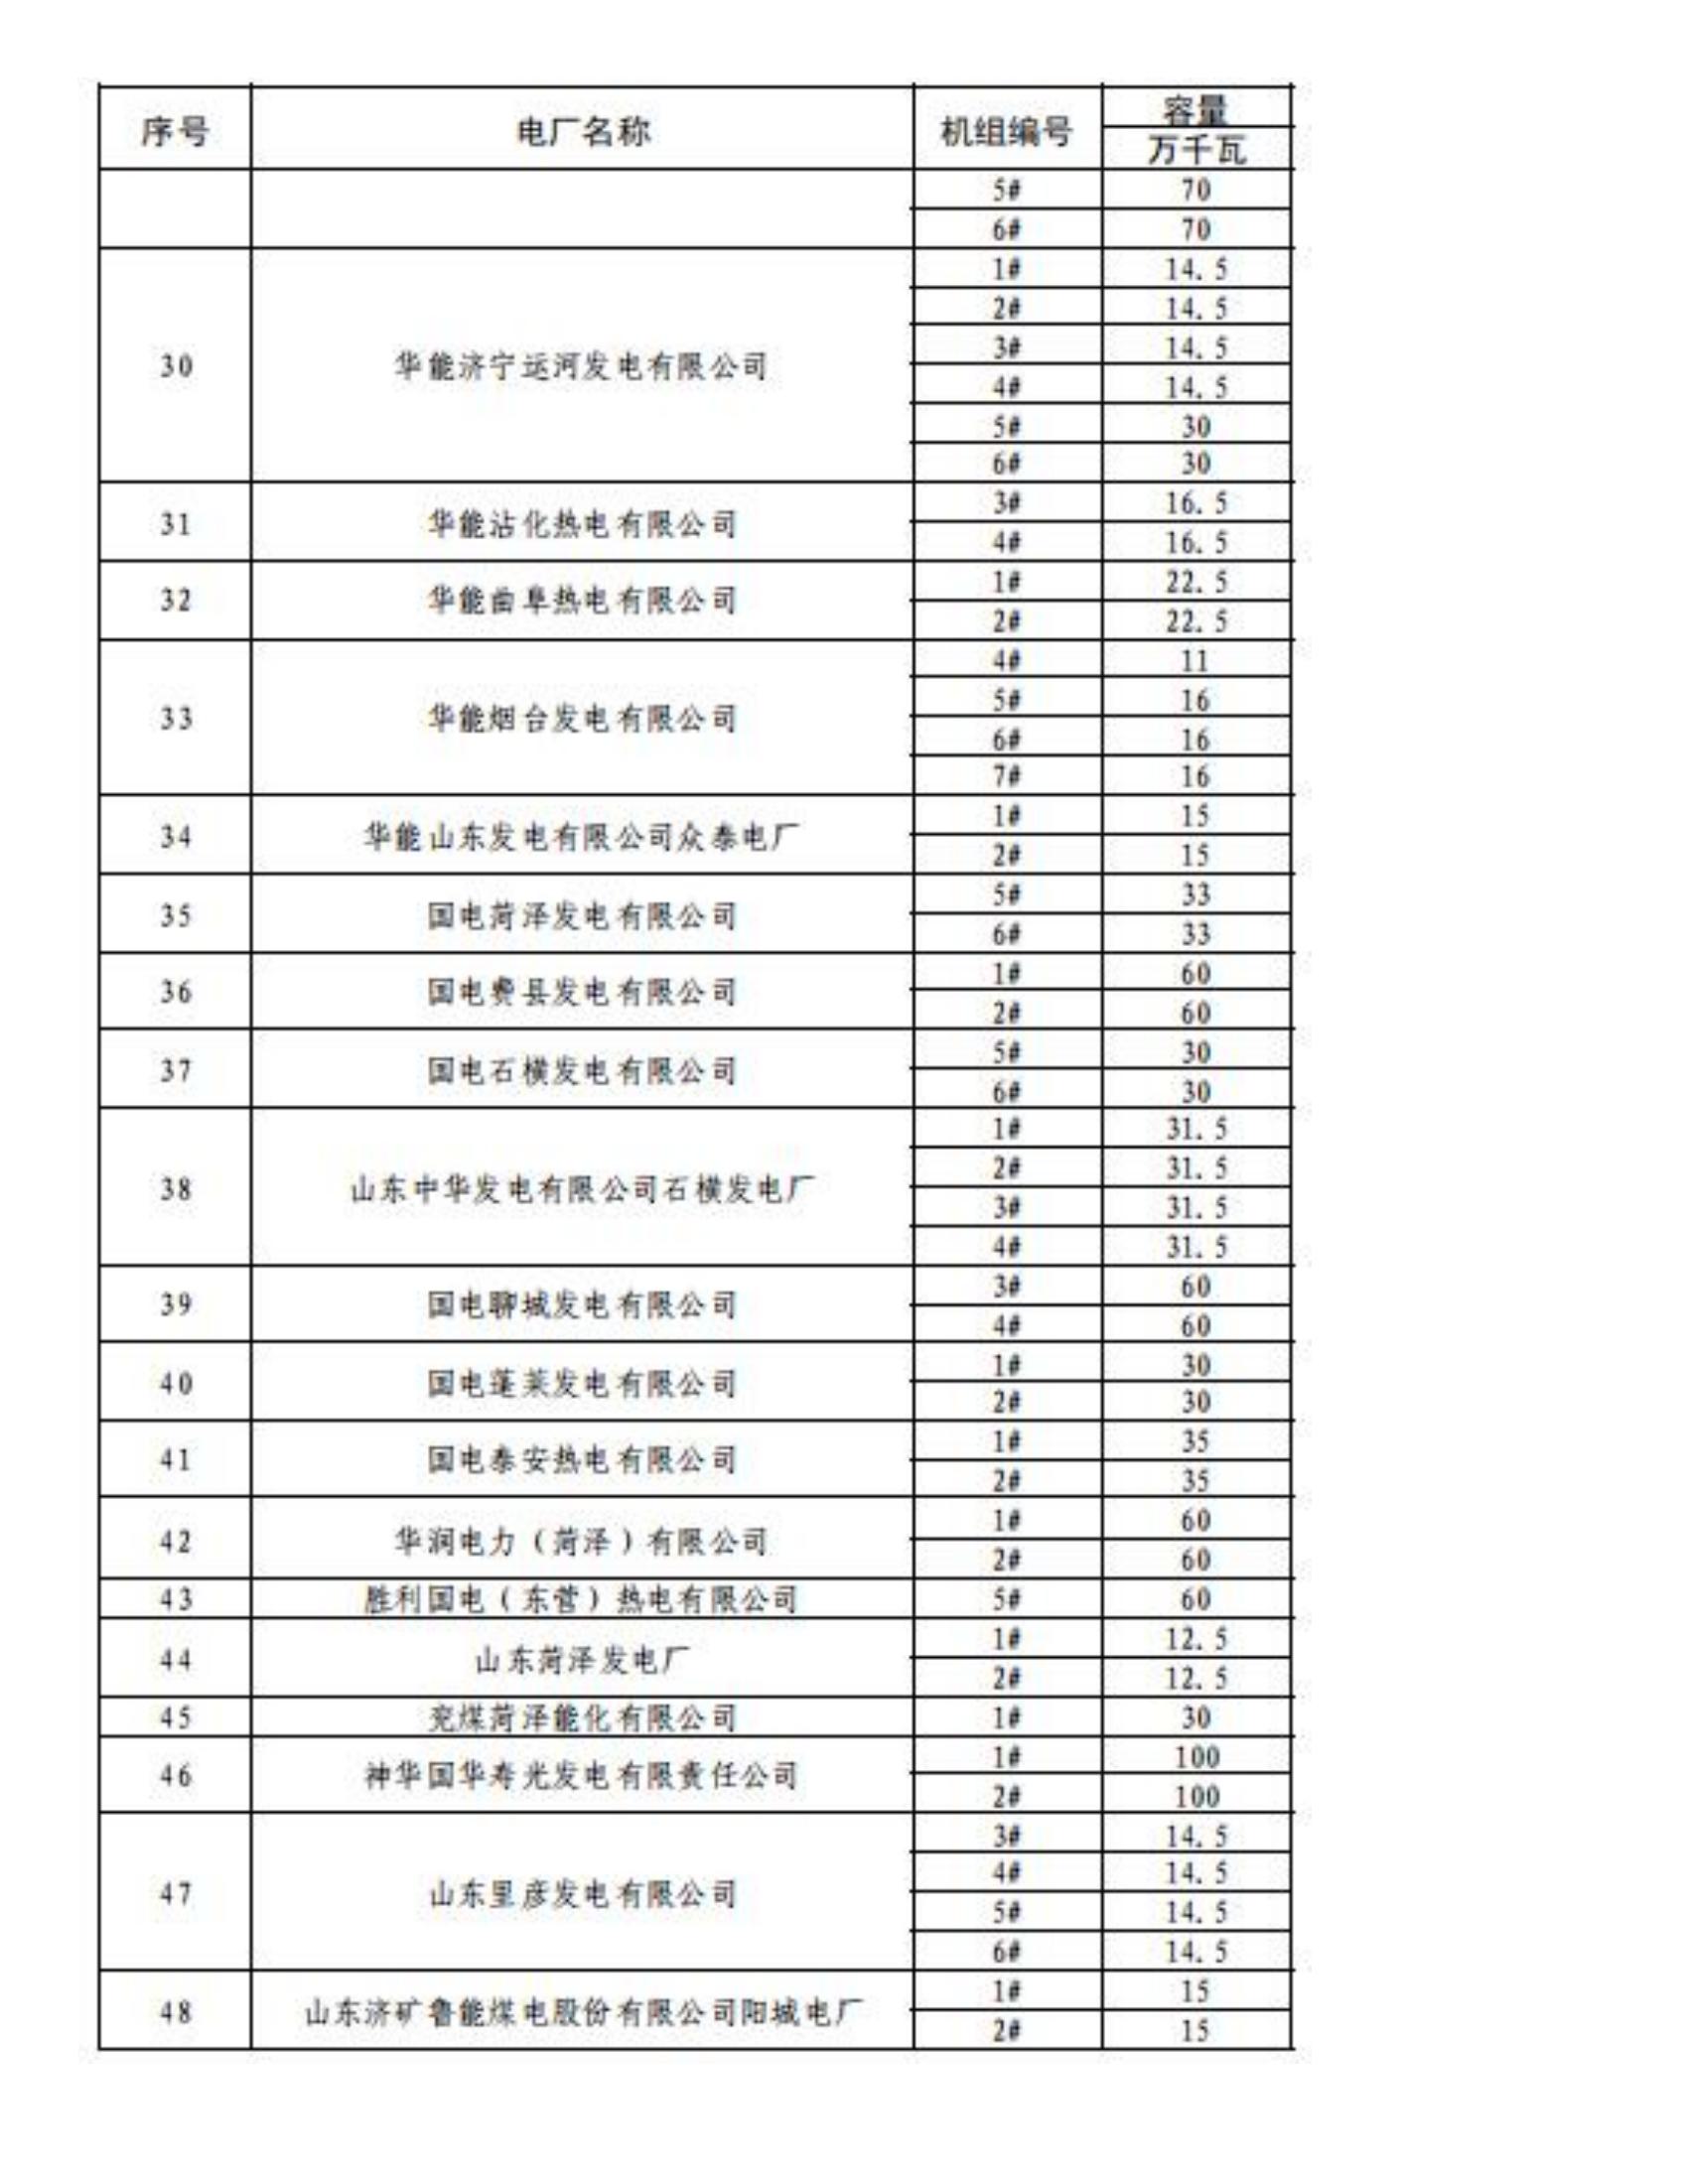 序号 电厂名称 机组编号 容量
万千瓦
5# 70
6# 70
30 华能济宁运河发电有限公司 1# 14.5
2# 14.5
3# 14.5
4# 14.5
5# 30
6# 30
31 华能沾化热电有限公司 3# 16.5
4# 16.5
32 华能曲阜热电有限公司 1# 22.5
2# 22.5
33 华能烟台发电有限公司 4# 11
5# 16
6# 16
7# 16
34 华能山东发电有限公司众泰电厂 1# 15
2# 15
35 国电菏泽发电有限公司 5# 33
6# 33
36 国电费县发电有限公司 1# 60
2# 60
37 国电石横发电有限公司 5# 30
6# 30
38 山东中华发电有限公司石横发电厂 1# 31.5
2# 31.5
3# 31.5
4# 31.5
39 国电聊城发电有限公司 3# 60
4# 60
40 国电蓬莱发电有限公司 1# 30
2# 30
41 国电泰安热电有限公司 1# 35
2# 35
42 华润电力（菏泽）有限公司 1# 60
2# 60
43 胜利国电（东营）热电有限公司 5# 60
44 山东菏泽发电厂 1# 12.5
2# 12.5
45 兖煤菏泽能化有限公司 1# 30
46 神华国华寿光发电有限责任公司 1# 100
2# 100
47 山东里彦发电有限公司 3# 14.5
4# 14.5
5# 14.5
6# 14.5
48 山东济矿鲁能煤电股份有限公司阳城电厂 1# 15
2# 15